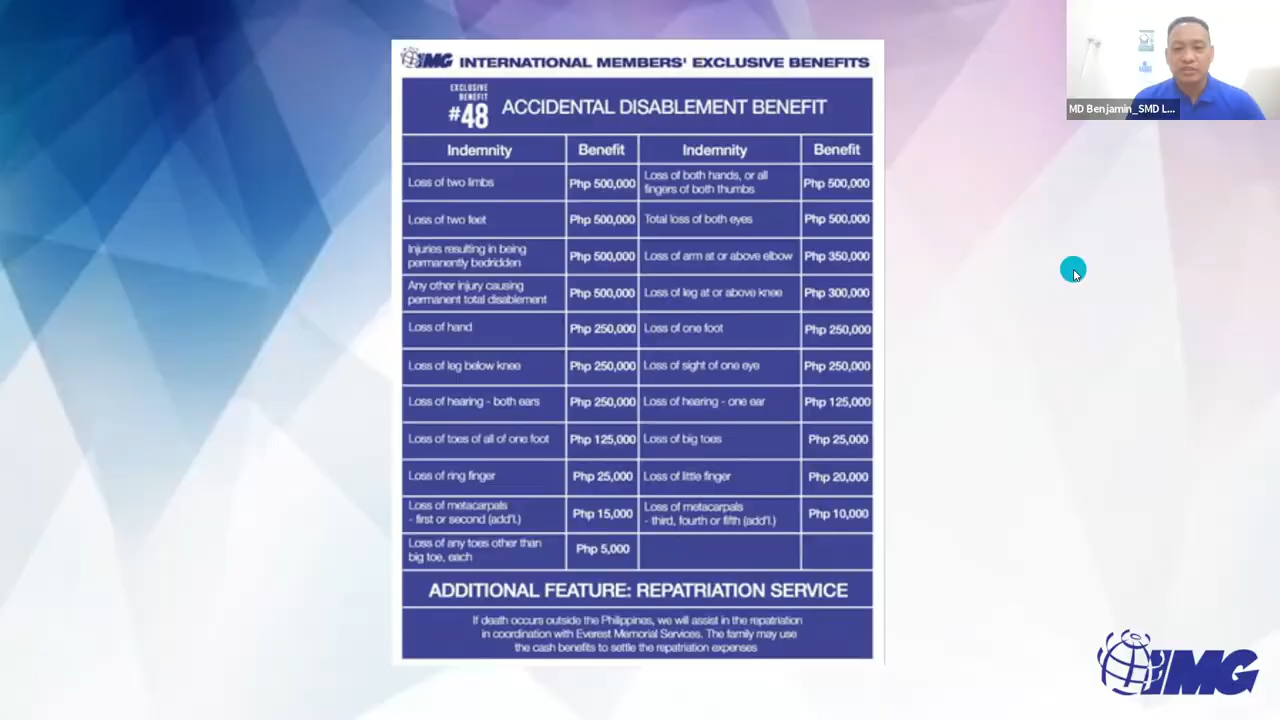 IMG INTERNATIONAL MEMBERS' EXCLUSIVE BENEFITS
EXCLUSIVE
BENEFIT
#48
ACCIDENTAL DISABLEMENT BENEFIT
Indemnity Benefit Indemnity Benefit
Loss of two limbs Php 500,000 Loss of both hands, or all
fingers of both thumbs Php 500,000
Loss of two feet Php 500,000 Total loss of both eyes Php 500,000
Injuries resulting in being
permanently bedridden Php 500,000 Loss of arm at or above elbow Php 350,000
Any other injury causing
permanent total disablement Php 500,000 Loss of leg at or above knee Php 300,000
Loss of hand Php 250,000 Loss of one foot Php 250,000
Loss of leg below knee Php 250,000 Loss of sight of one eye Php 250,000
Loss of hearing - both ears Php 250,000 Loss of hearing - one ear Php 125,000
Loss of toes of all of one foot Php 125,000 Loss of big toes Php 25,000
Loss of ring finger Php 25,000 Loss of little finger Php 20,000
Loss of metacarpals
- first or second (add'l.) Php 15,000 Loss of metacarpals
- third, fourth or fifth (add'l.) Php 10,000
Loss of any toes other than
big toe, each Php 5,000
ADDITIONAL FEATURE: REPATRIATION SERVICE
If death occurs outside the Philippines, we will assist in the repatriation
in coordination with Everest Memorial Services. The family may use
the cash benefits to settle the repatriation expenses
MD Benjamin_SMD L...
IMG